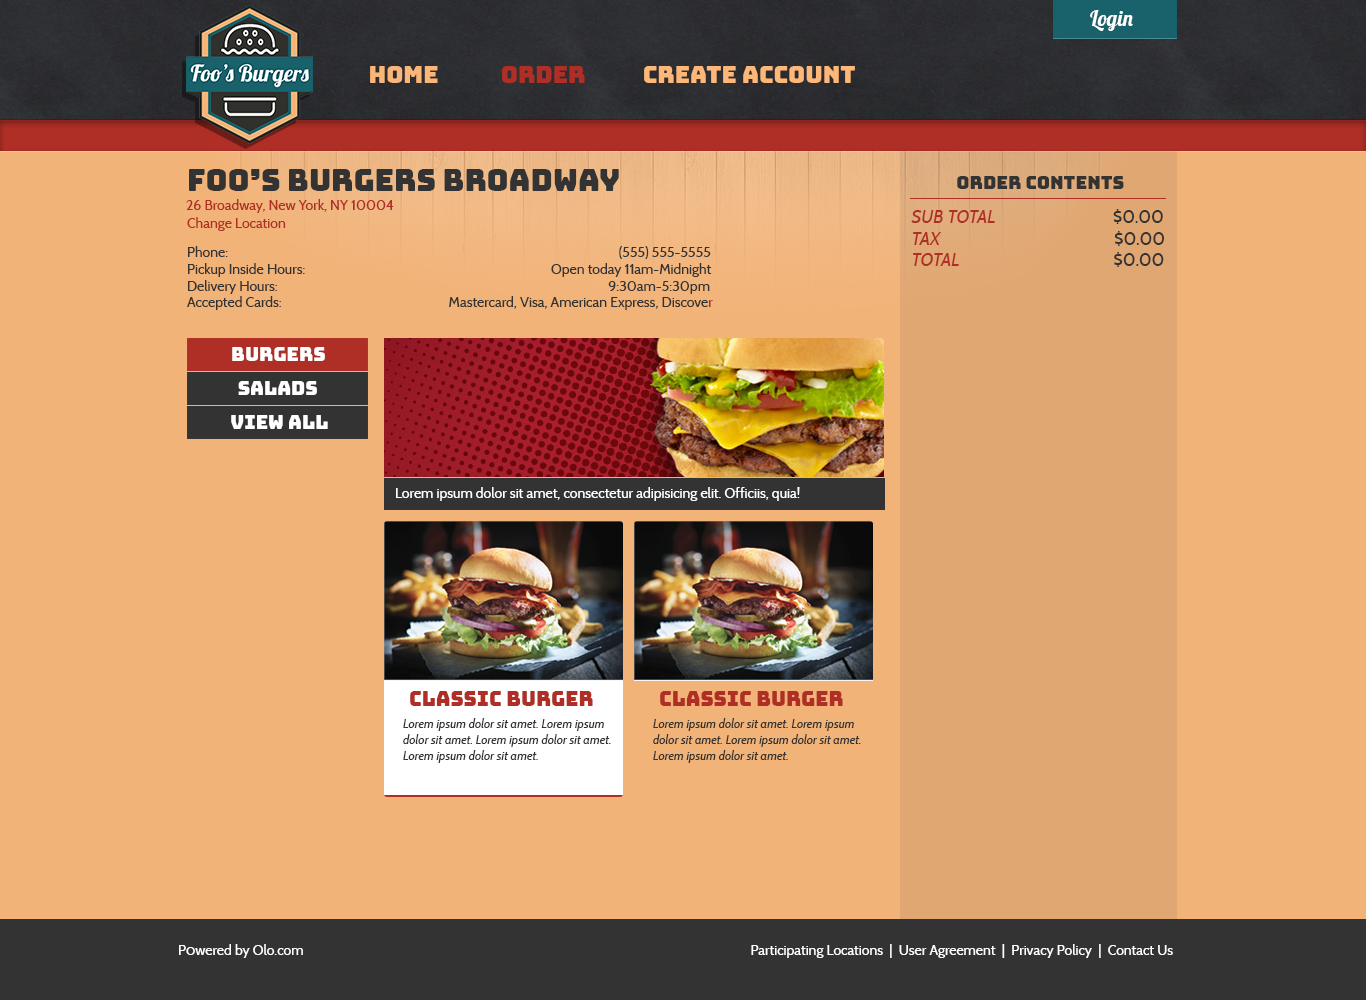 Login
Foo's Burgers
HOME
ORDER
CREATE ACCOUNT
FOO'S BURGERS BROADWAY
26 Broadway, New York, NY 10004
Change Location
Phone: (555) 555-5555
Pickup Inside Hours: Open today 11am-Midnight
Delivery Hours: 9:30am-5:30pm
Accepted Cards: Mastercard, Visa, American Express, Discover
ORDER CONTENTS
SUB TOTAL $0.00
TAX $0.00
TOTAL $0.00
BURGERS
SALADS
VIEW ALL
Lorem ipsum dolor sit amet, consectetur adipisicing elit. Officiis, quia!
CLASSIC BURGER
Lorem ipsum dolor sit amet. Lorem ipsum
dolor sit amet. Lorem ipsum dolor sit amet.
Lorem ipsum dolor sit amet.
CLASSIC BURGER
Lorem ipsum dolor sit amet. Lorem ipsum
dolor sit amet. Lorem ipsum dolor sit amet.
Lorem ipsum dolor sit amet.
Powered by Olo.com
Participating Locations | User Agreement | Privacy Policy | Contact Us